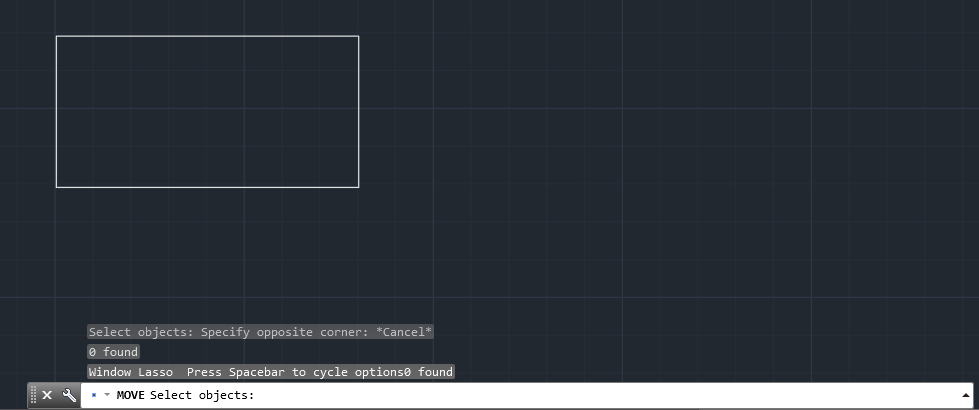 Select objects: Specify opposite corner: *Cancel*
0 found
Window Lasso  Press Spacebar to cycle options0 found
MOVE Select objects: